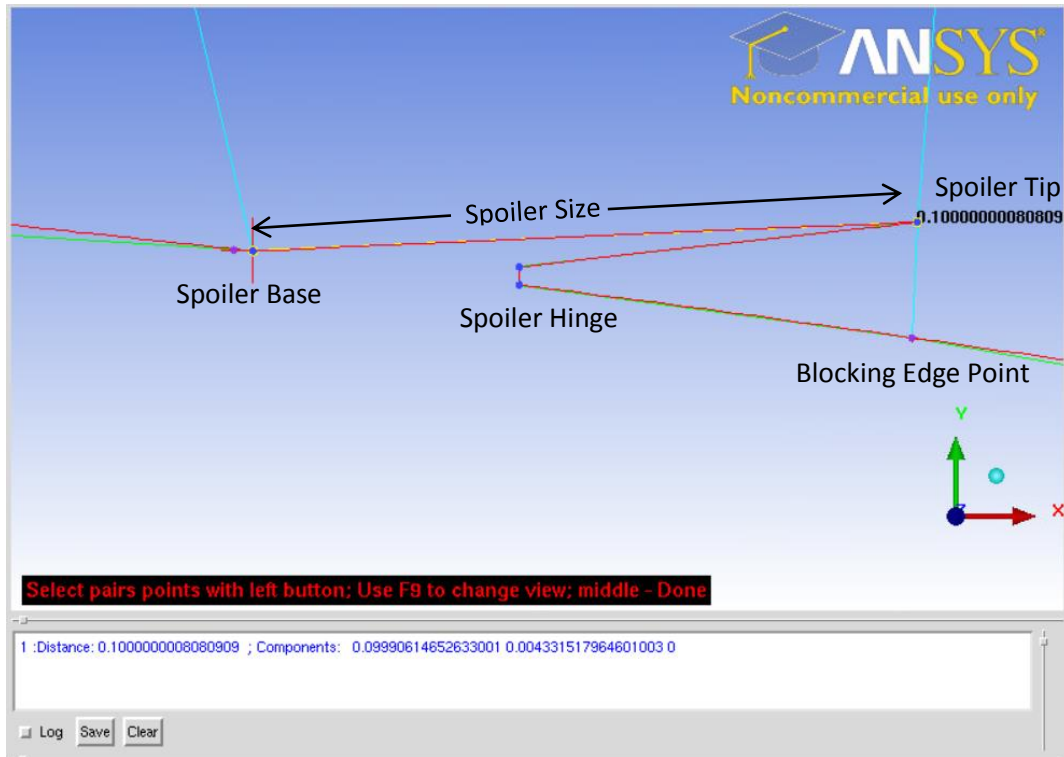 ANSYS®
Noncommercial use only
Spoiler Tip
Spoiler Size
0.10000000080809
Spoiler Base
Spoiler Hinge
Blocking Edge Point
Y
Z
X
Select pairs points with left button; Use F9 to change view; middle - Done
1 :Distance: 0.1000000008080909 ; Components: 0.09990614652633001 0.004331517964601003 0
Log Save Clear